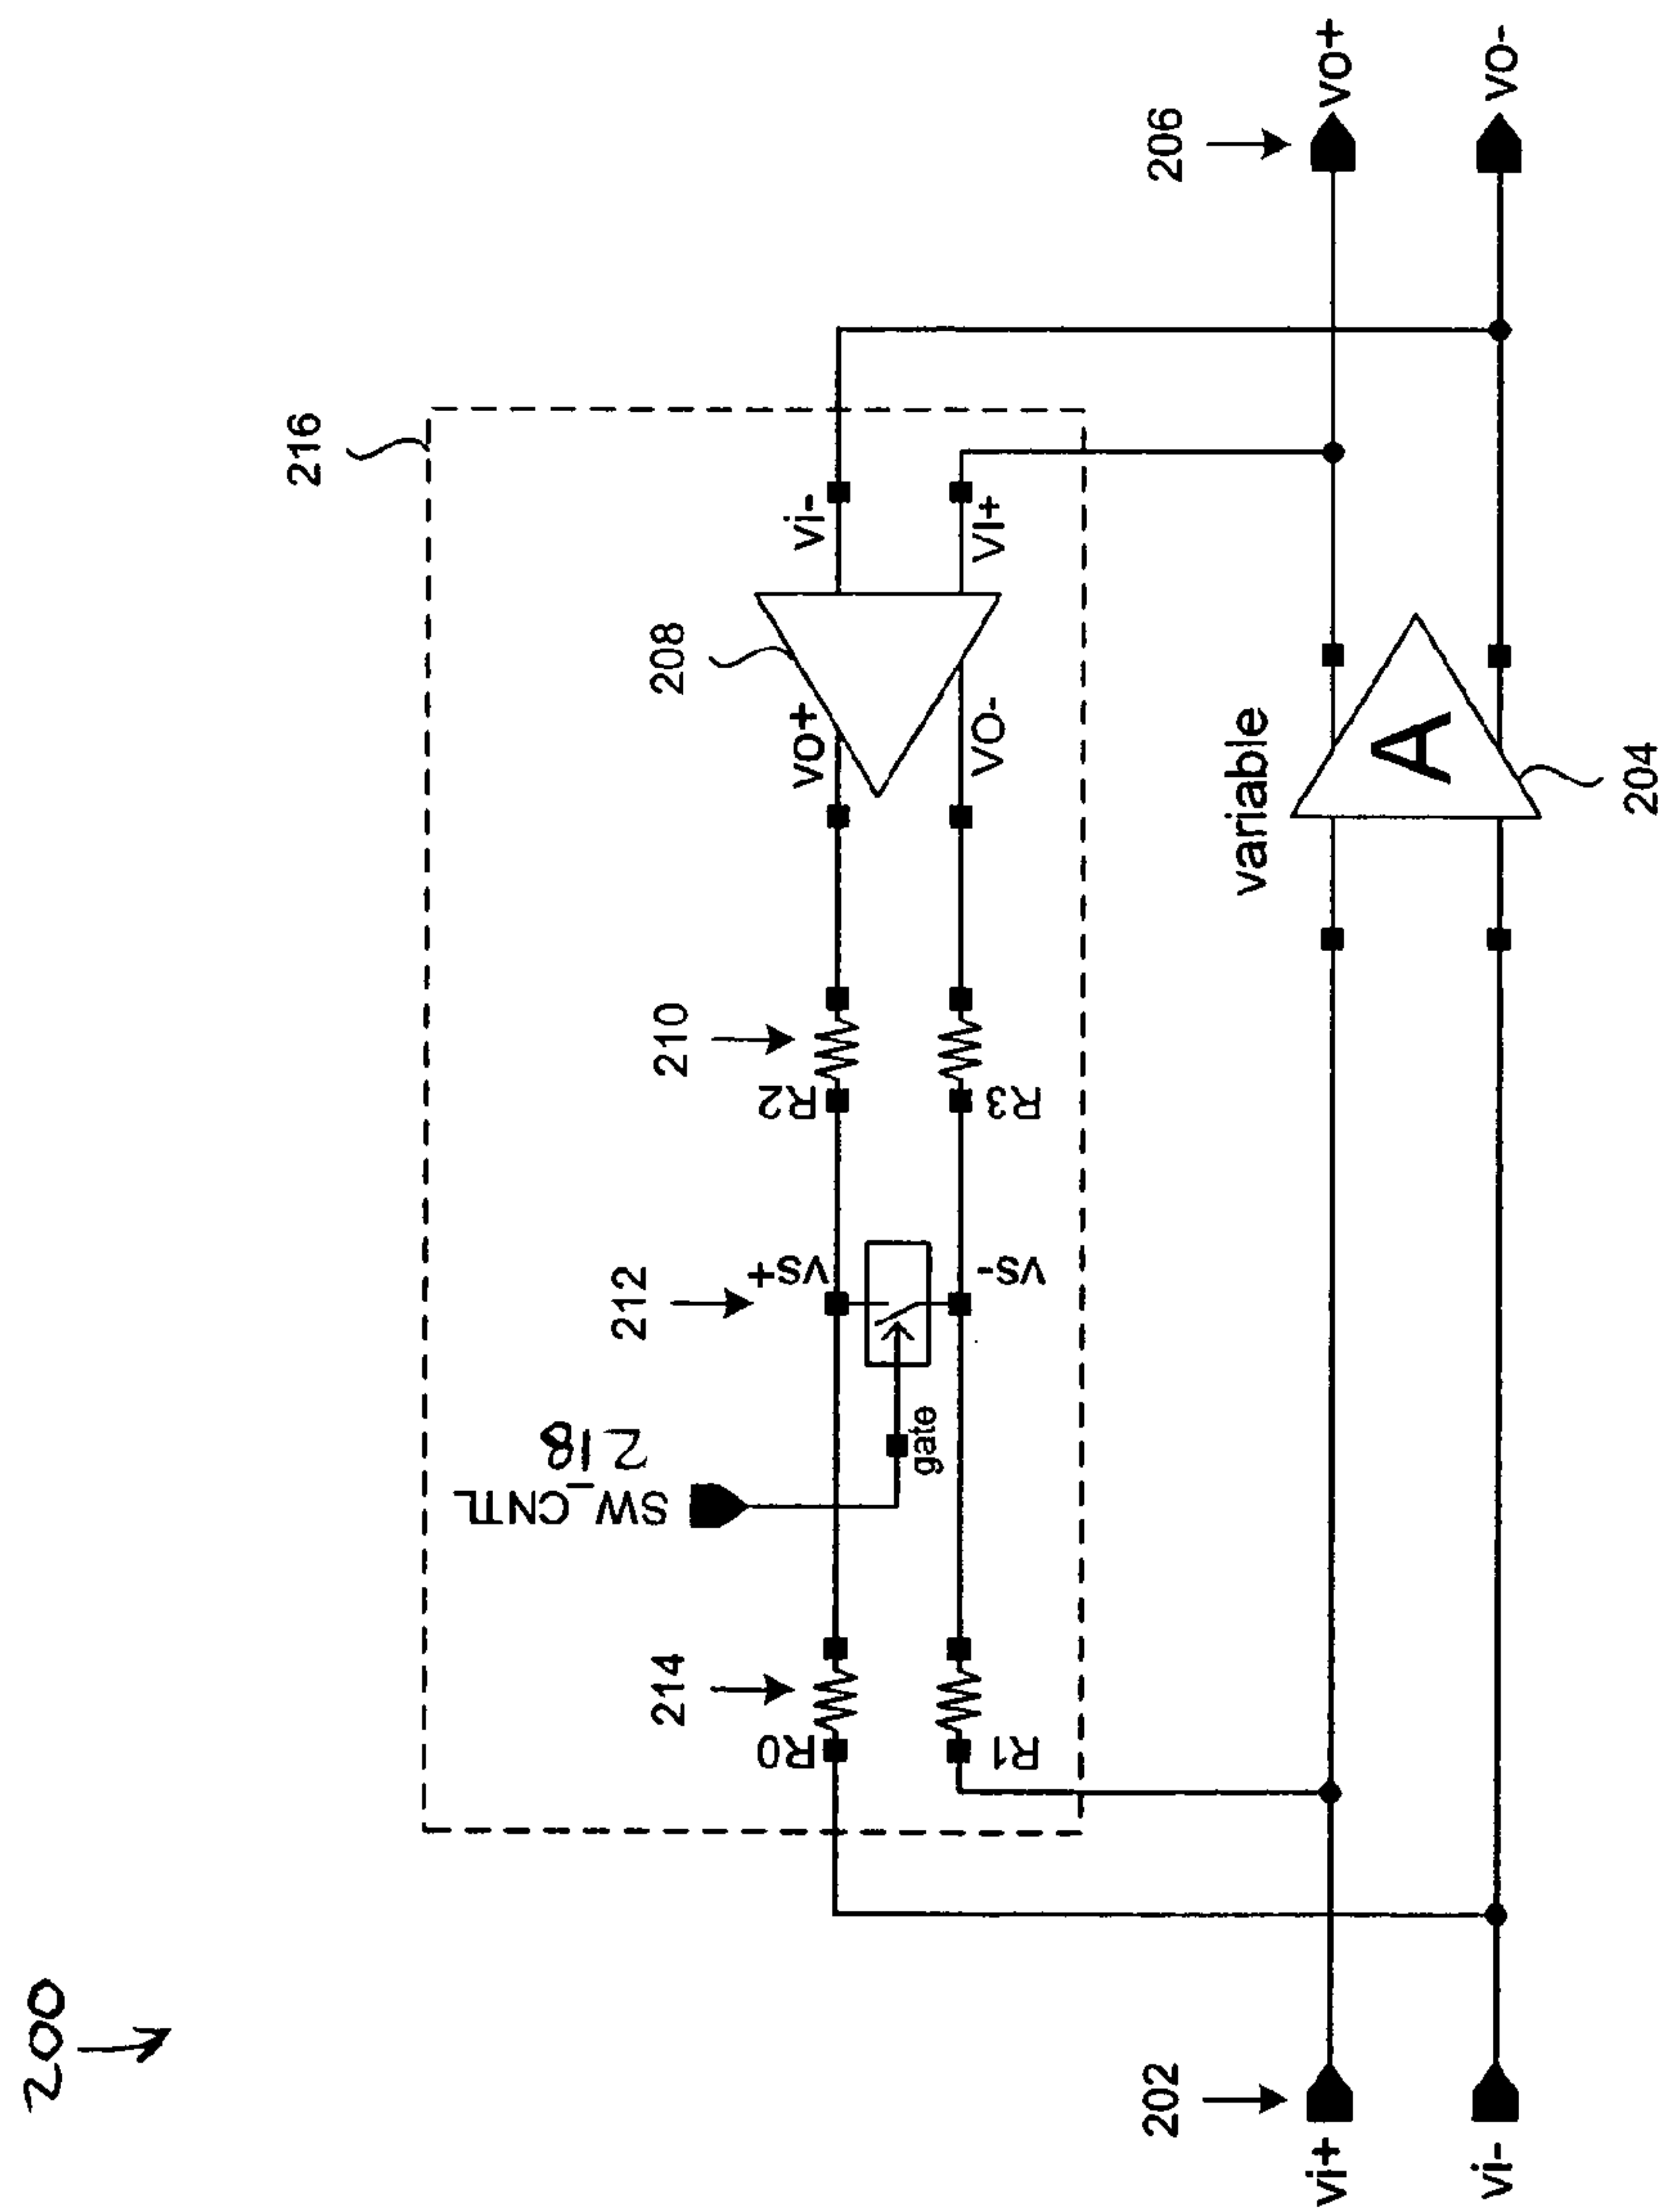 200
216
218
SW_CNTL
214
212
210
208
R0
vs+
R2
vo+
vi-
gate
R1
vs-
R3
VO-
VI+
202
variable
206
vi+
vo+
A
vi-
vo-
204